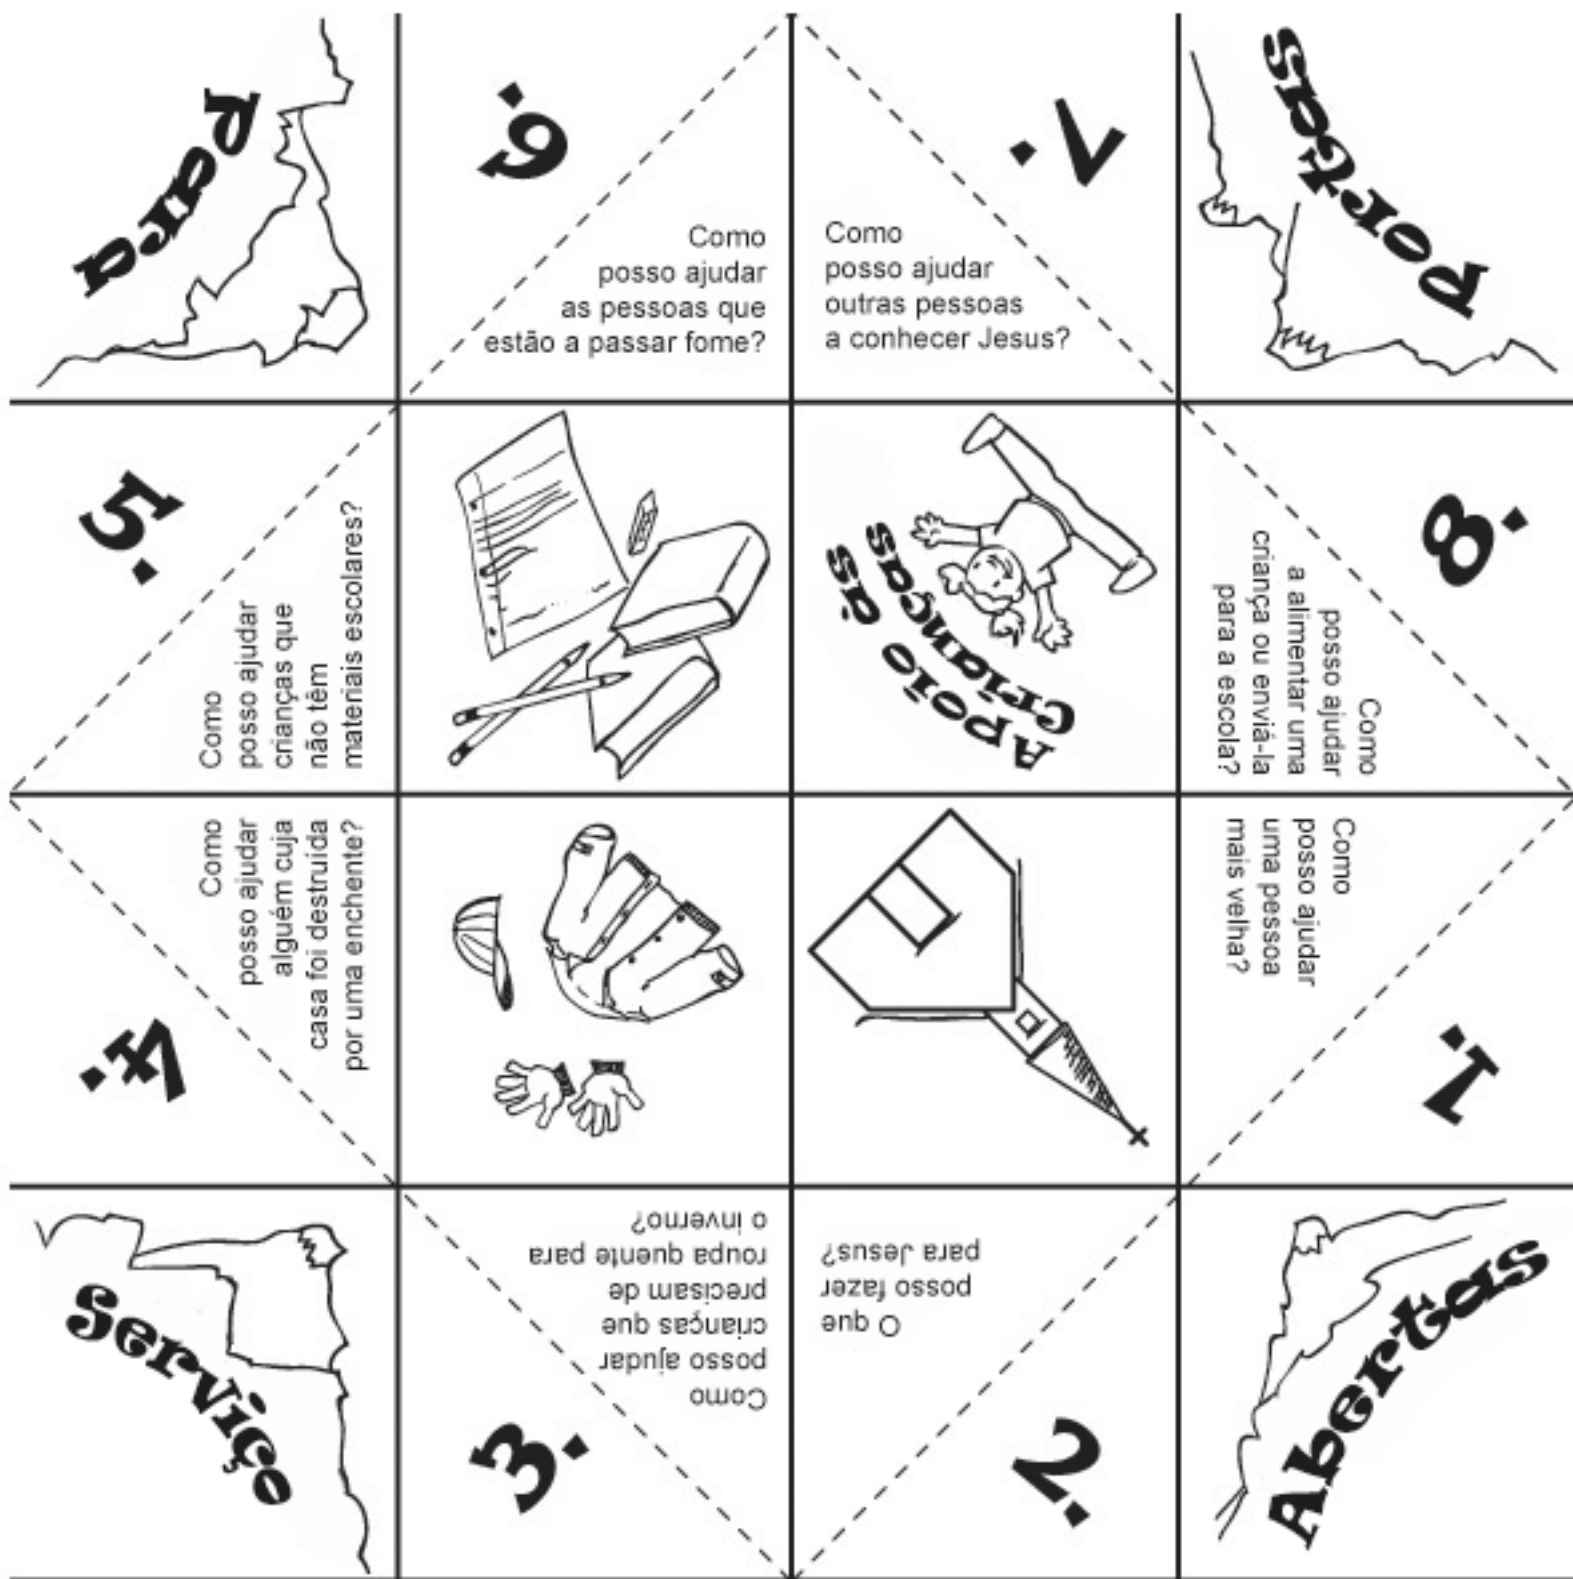 Para
6.
Como
posso ajudar
as pessoas que
estão a passar fome?
7.
Como
posso ajudar
outras pessoas
a conhecer Jesus?
Portas
5.
Como
posso ajudar
crianças que
não têm
materiais escolares?
Apoio ás
Crianças
8.
Como
posso ajudar
a alimentar uma
criança ou enviá-la
para a escola?
4.
Como
posso ajudar
alguém cuja
casa foi destruida
por uma enchente?
1.
Como
posso ajudar
uma pessoa
mais velha?
Serviço
3.
Como
posso ajudar
crianças que
precisam de
roupa quente para
o inverno?
2.
O que
posso fazer
para Jesus?
Abertas